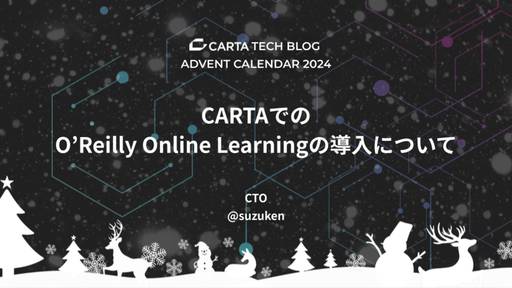 CARTA TECH BLOG
ADVENT CALENDAR 2024
CARTAでの
O’Reilly Online Learningの導入について
CTO
@suzuken